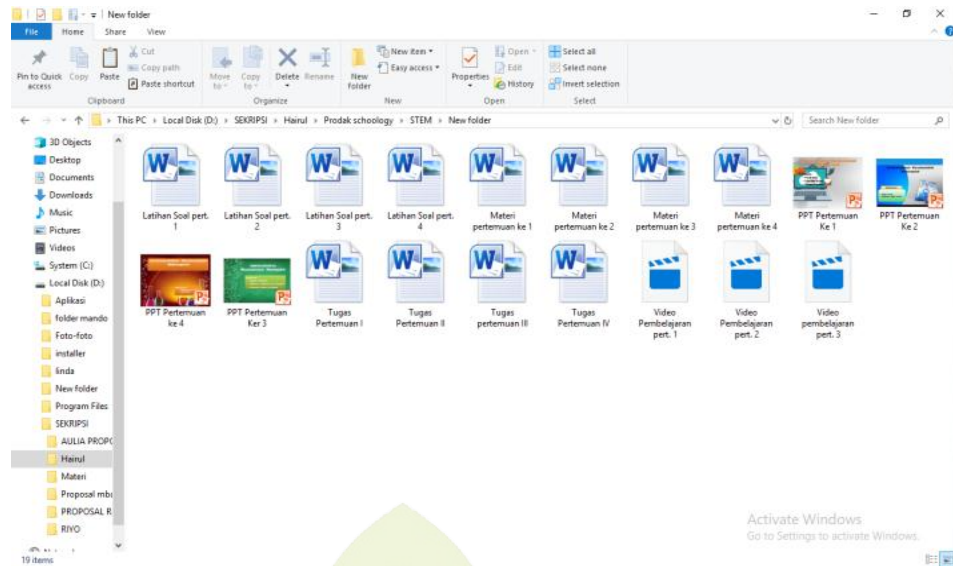 New folder
File Home Share View
Pin to Quick access
Copy
Paste
Cut
Copy path
Paste shortcut
Move to
Copy to
Delete
Rename
New folder
New item
Easy access
Properties
Open
Edit
History
Select all
Select none
Invert selection
Clipboard Organize New Open Select
This PC > Local Disk (D:) > SEKRIPSI > Hairul > Prodak schoology > STEM > New folder
Search New folder
3D Objects
Desktop
Documents
Downloads
Music
Pictures
Videos
System (C:)
Local Disk (D:)
Aplikasi
folder mando
Foto-foto
installer
linda
New folder
Program Files
SEKRIPSI
AULIA PROPO
Hairul
Materi
Proposal mba
PROPOSAL R
RIYO
Latihan Soal pert. 1
Latihan Soal pert. 2
Latihan Soal pert. 3
Latihan Soal pert. 4
Materi pertemuan ke 1
Materi pertemuan ke 2
Materi pertemuan ke 3
Materi pertemuan ke 4
PPT Pertemuan Ke 1
PPT Pertemuan Ke 2
PPT Pertemuan ke 4
PPT Pertemuan Ker 3
Tugas Pertemuan I
Tugas Pertemuan II
Tugas pertemuan III
Tugas Pertemuan IV
Video Pembelajaran pert. 1
Video Pembelajaran pert. 2
Video pembelajaran pert. 3
Activate Windows
Go to Settings to activate Windows.
19 items